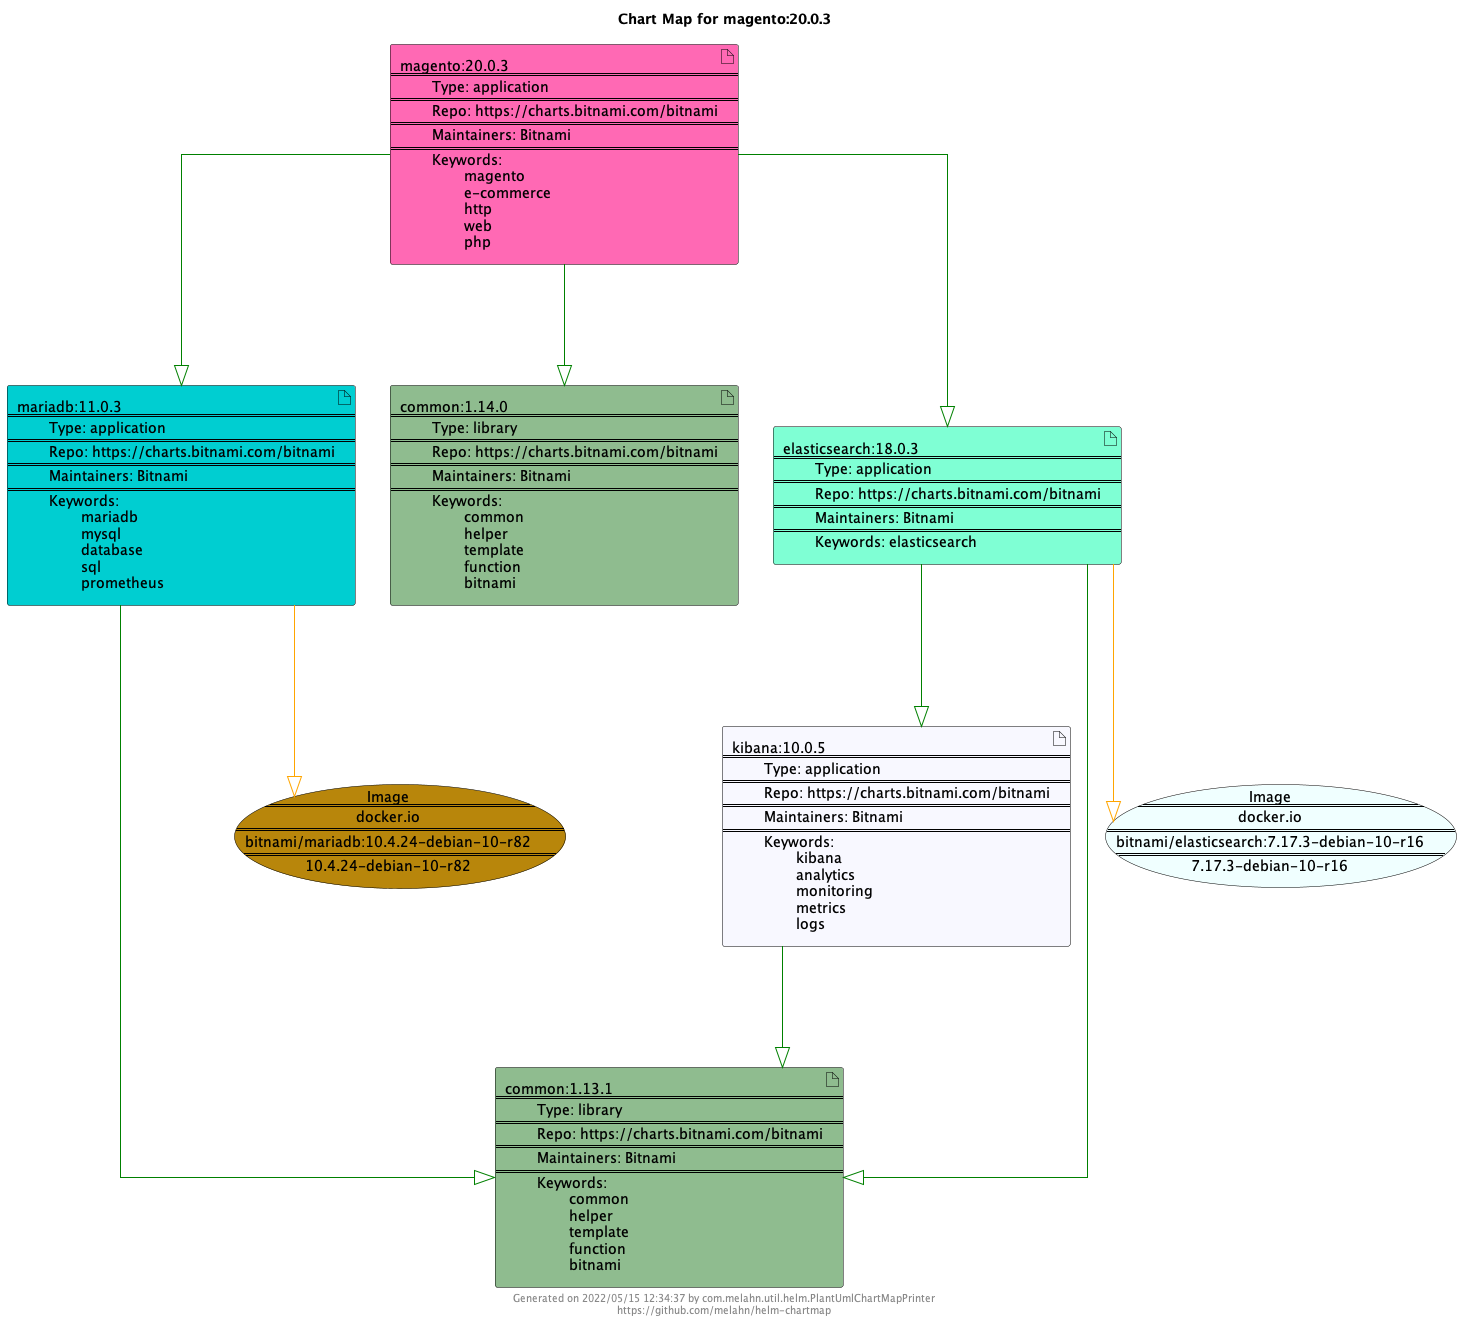 Chart Map for magento:20.0.3
magento:20.0.3
Type: application
Repo: https://charts.bitnami.com/bitnami
Maintainers: Bitnami
Keywords:
magento
e-commerce
http
web
php
mariadb:11.0.3
Type: application
Repo: https://charts.bitnami.com/bitnami
Maintainers: Bitnami
Keywords:
mariadb
mysql
database
sql
prometheus
common:1.14.0
Type: library
Repo: https://charts.bitnami.com/bitnami
Maintainers: Bitnami
Keywords:
common
helper
template
function
bitnami
elasticsearch:18.0.3
Type: application
Repo: https://charts.bitnami.com/bitnami
Maintainers: Bitnami
Keywords: elasticsearch
Image
docker.io
bitnami/mariadb:10.4.24-debian-10-r82
10.4.24-debian-10-r82
kibana:10.0.5
Type: application
Repo: https://charts.bitnami.com/bitnami
Maintainers: Bitnami
Keywords:
kibana
analytics
monitoring
metrics
logs
Image
docker.io
bitnami/elasticsearch:7.17.3-debian-10-r16
7.17.3-debian-10-r16
common:1.13.1
Type: library
Repo: https://charts.bitnami.com/bitnami
Maintainers: Bitnami
Keywords:
common
helper
template
function
bitnami
Generated on 2022/05/15 12:34:37 by com.melahn.util.helm.PlantUmlChartMapPrinter
https://github.com/melahn/helm-chartmap